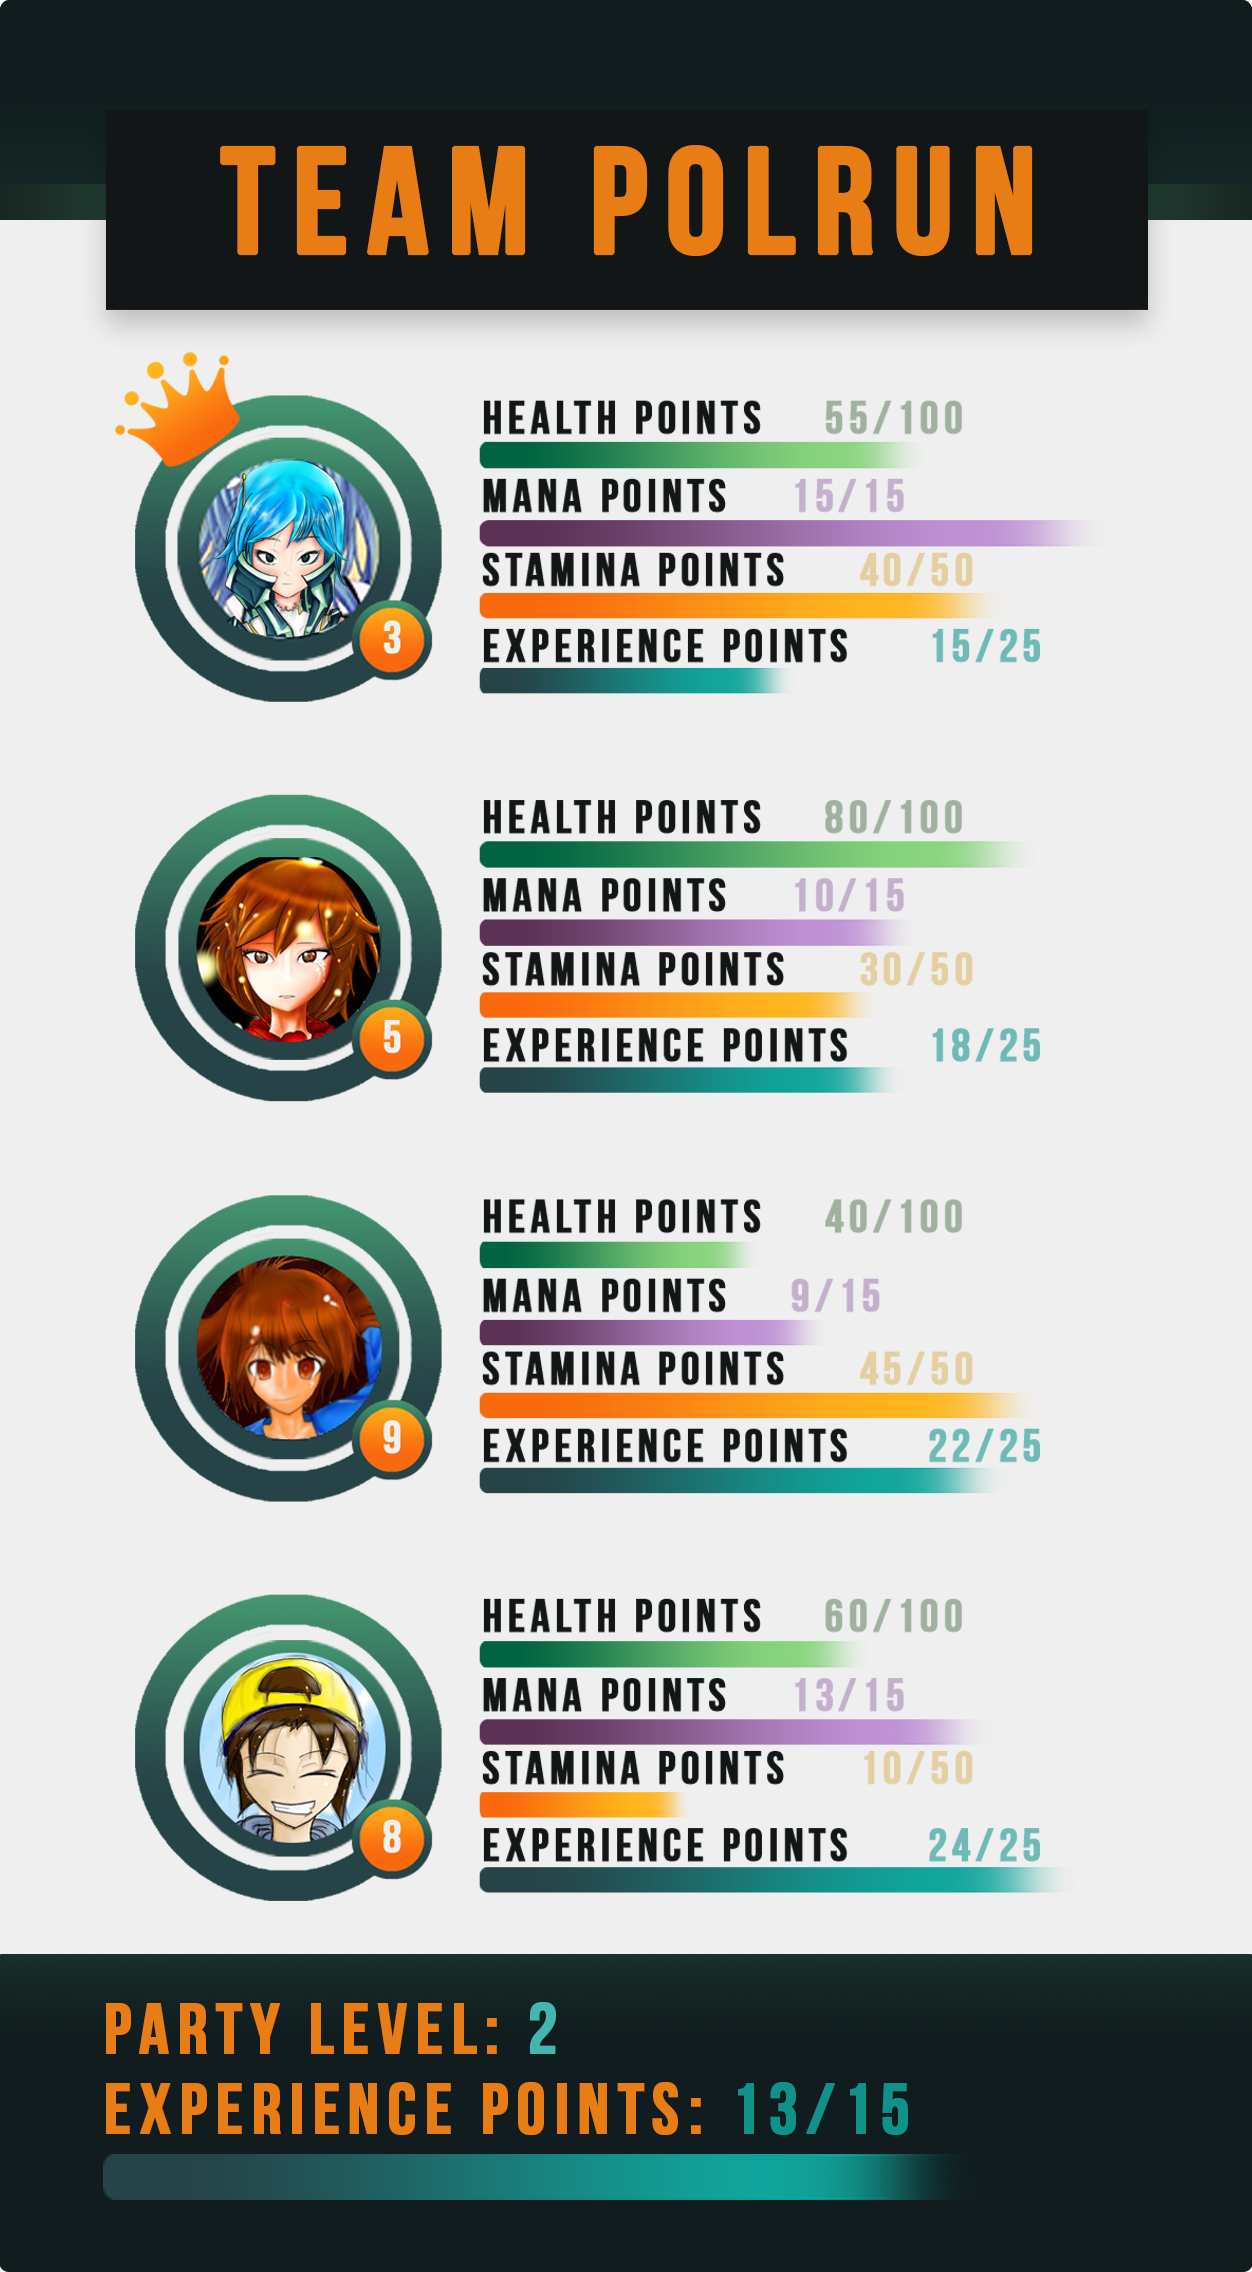 TEAM POLRUN
HEALTH POINTS 55/100
MANA POINTS 15/15
STAMINA POINTS 40/50
3
EXPERIENCE POINTS 15/25
HEALTH POINTS 80/100
MANA POINTS 10/15
STAMINA POINTS 30/50
5
EXPERIENCE POINTS 18/25
HEALTH POINTS 40/100
MANA POINTS 9/15
STAMINA POINTS 45/50
9
EXPERIENCE POINTS 22/25
HEALTH POINTS 60/100
MANA POINTS 13/15
STAMINA POINTS 10/50
8
EXPERIENCE POINTS 24/25
PARTY LEVEL: 2
EXPERIENCE POINTS: 13/15